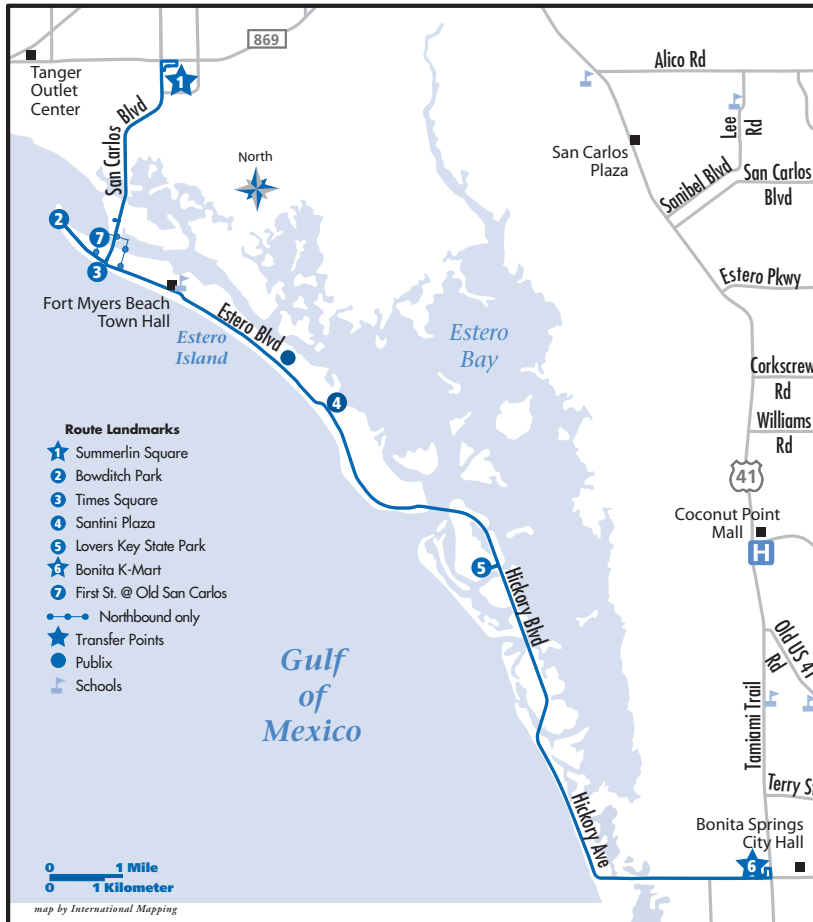 869
Tanger
Outlet
Center
1
San Carlos Blvd
North
2
7
3
Fort Myers Beach
Town Hall
Estero
Island
Estero Blvd
4
Estero
Bay
Alico Rd
Lee
Rd
San Carlos
Plaza
Sanibel Blvd
San Carlos
Blvd
Estero Pkwy
Corkscrew
Rd
Williams
Rd
41
Coconut Point
Mall
H
Old US 41
Rd
Tamiami Trail
Terry St
Bonita Springs
City Hall
6
5
Hickory Blvd
Hickory Ave
Gulf
of
Mexico
Route Landmarks
1 Summerlin Square
2 Bowditch Park
3 Times Square
4 Santini Plaza
5 Lovers Key State Park
6 Bonita K-Mart
7 First St. @ Old San Carlos
Northbound only
Transfer Points
Publix
Schools
0 1 Mile
0 1 Kilometer
map by International Mapping